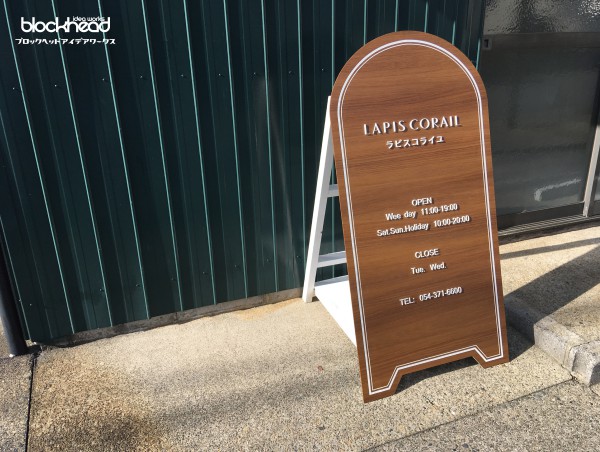 idea works
blockhead
ブロックヘッドアイデアワークス
LAPIS CORAIL
ラピスコライユ
OPEN
Wee day 11:00-19:00
Sat.Sun.Holiday 10:00-20:00
CLOSE
Tue. Wed.
TEL: 054-371-6600